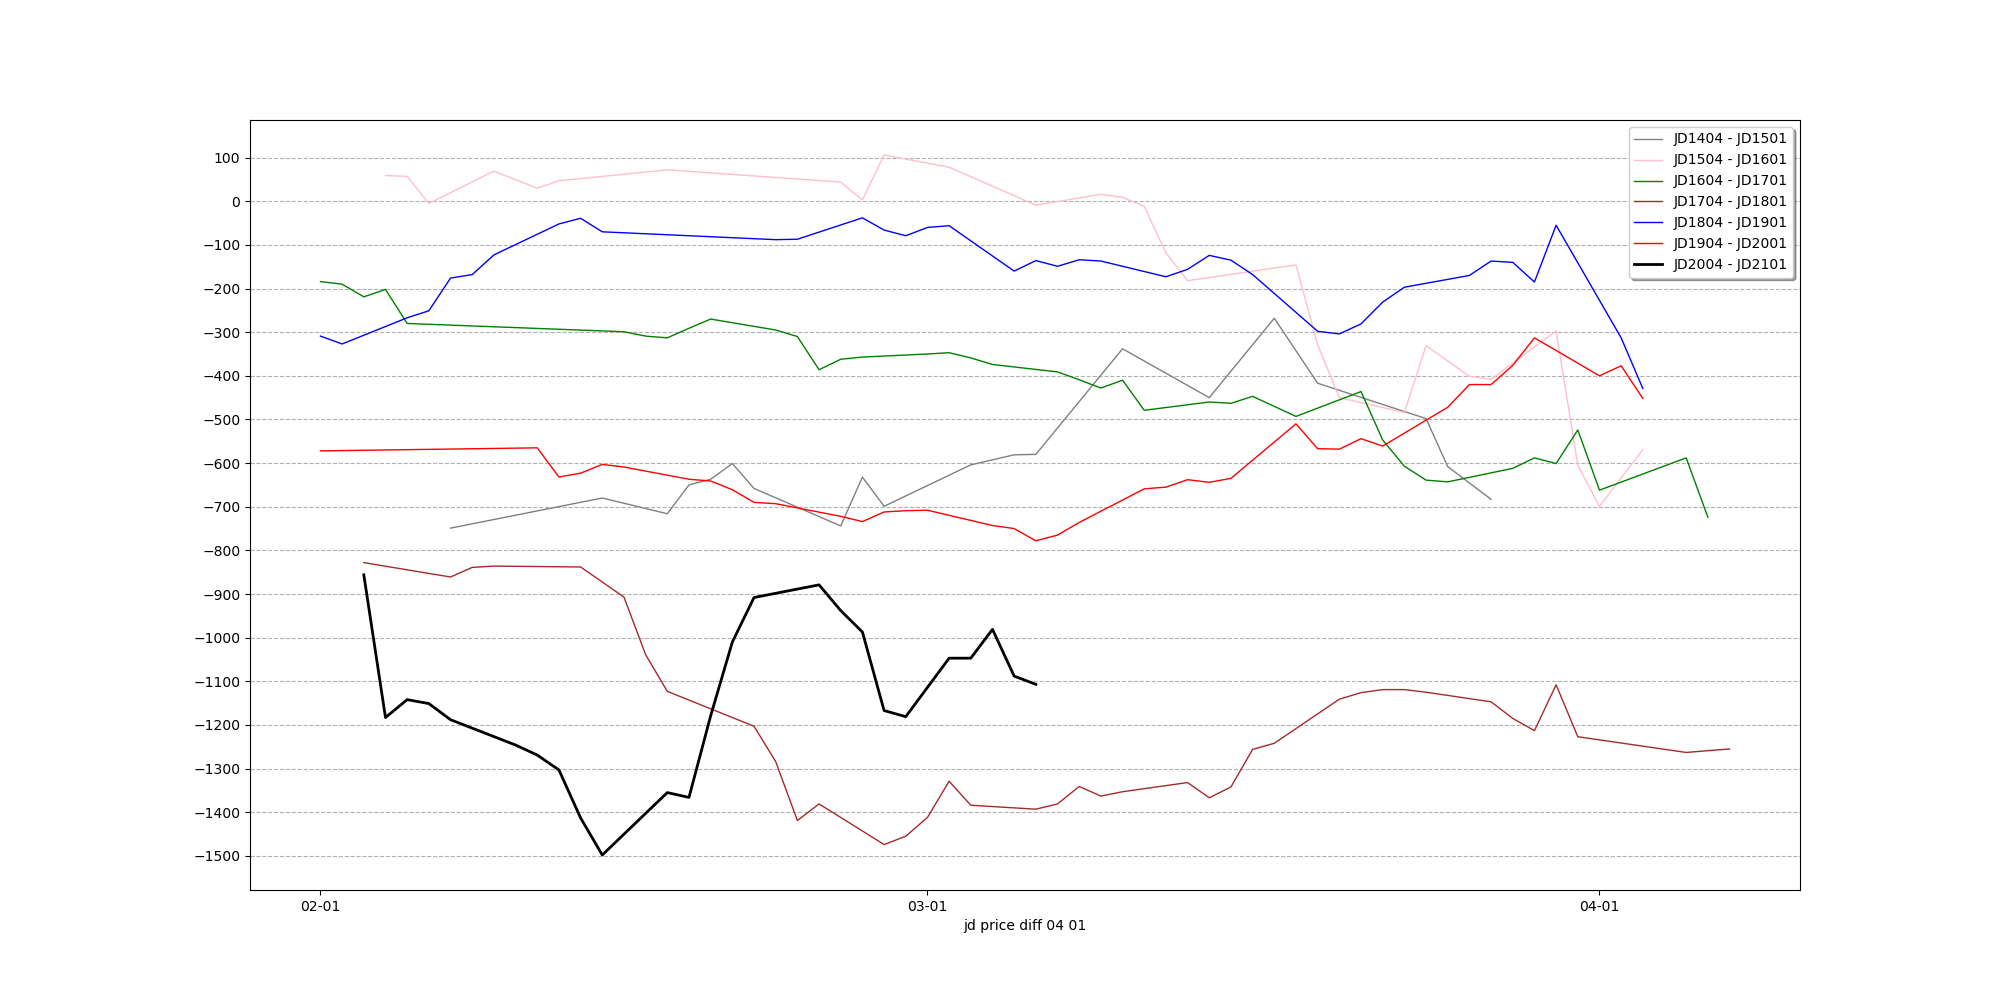 100
0
−100
−200
−300
−400
−500
−600
−700
−800
−900
−1000
−1100
−1200
−1300
−1400
−1500
JD1404 - JD1501
JD1504 - JD1601
JD1604 - JD1701
JD1704 - JD1801
JD1804 - JD1901
JD1904 - JD2001
JD2004 - JD2101
02-01 03-01 04-01
jd price diff 04 01